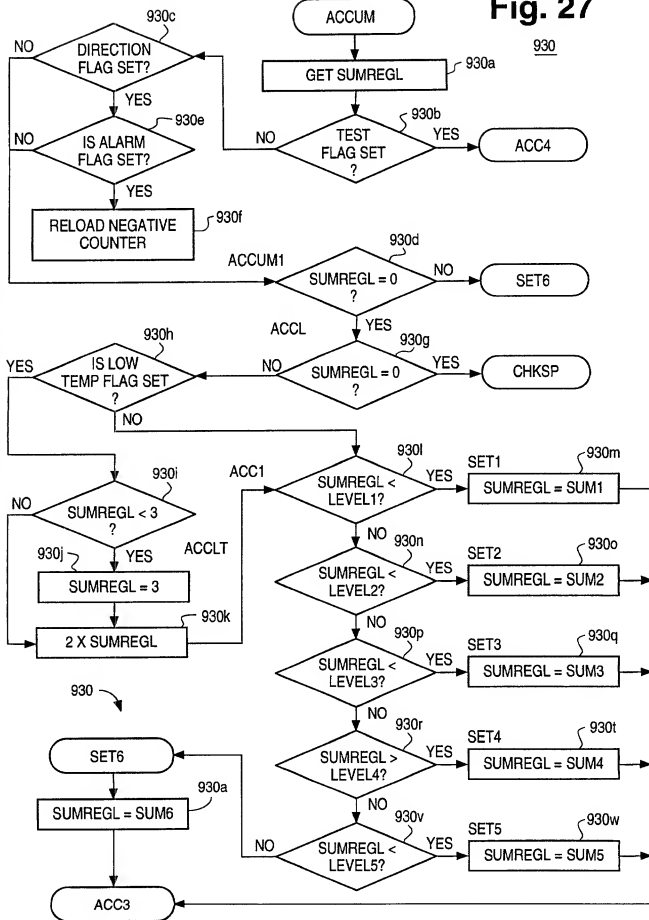 Fig. 27
930
ACCUM
930a
GET SUMREGL
930b
TEST
FLAG SET
?
YES
ACC4
NO
930c
DIRECTION
FLAG SET?
NO
YES
930e
IS ALARM
FLAG SET?
NO
YES
930f
RELOAD NEGATIVE
COUNTER
ACCUM1
930d
SUMREGL = 0
?
NO
SET6
YES
ACCL
930g
SUMREGL = 0
?
YES
CHKSP
NO
930h
IS LOW
TEMP FLAG SET
?
YES
NO
930i
SUMREGL < 3
?
NO
YES
ACCLT
930j
SUMREGL = 3
930k
2 X SUMREGL
ACC1
930l
SUMREGL <
LEVEL1?
YES
SET1
930m
SUMREGL = SUM1
NO
930n
SUMREGL <
LEVEL2?
YES
SET2
930o
SUMREGL = SUM2
NO
930p
SUMREGL <
LEVEL3?
YES
SET3
930q
SUMREGL = SUM3
NO
930r
SUMREGL >
LEVEL4?
YES
SET4
930t
SUMREGL = SUM4
NO
930v
SUMREGL <
LEVEL5?
YES
SET5
930w
SUMREGL = SUM5
NO
930
SET6
930a
SUMREGL = SUM6
ACC3